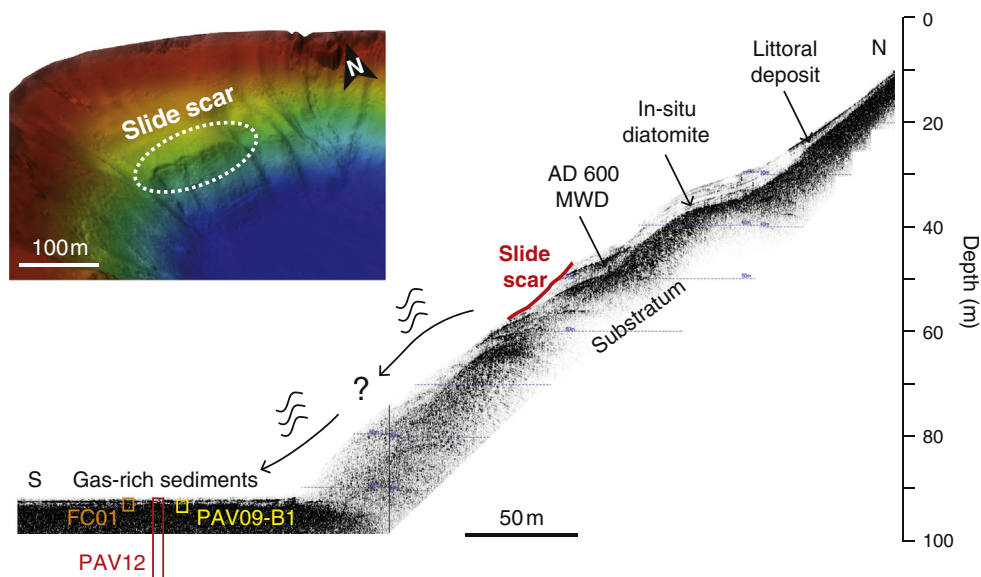 Slide scar
N
100 m
N
Littoral
deposit
In-situ
diatomite
AD 600
MWD
Slide
scar
Substratum
?
S
Gas-rich sediments
FC01
PAV09-B1
PAV12
50 m
0
20
40
60
80
100
Depth (m)